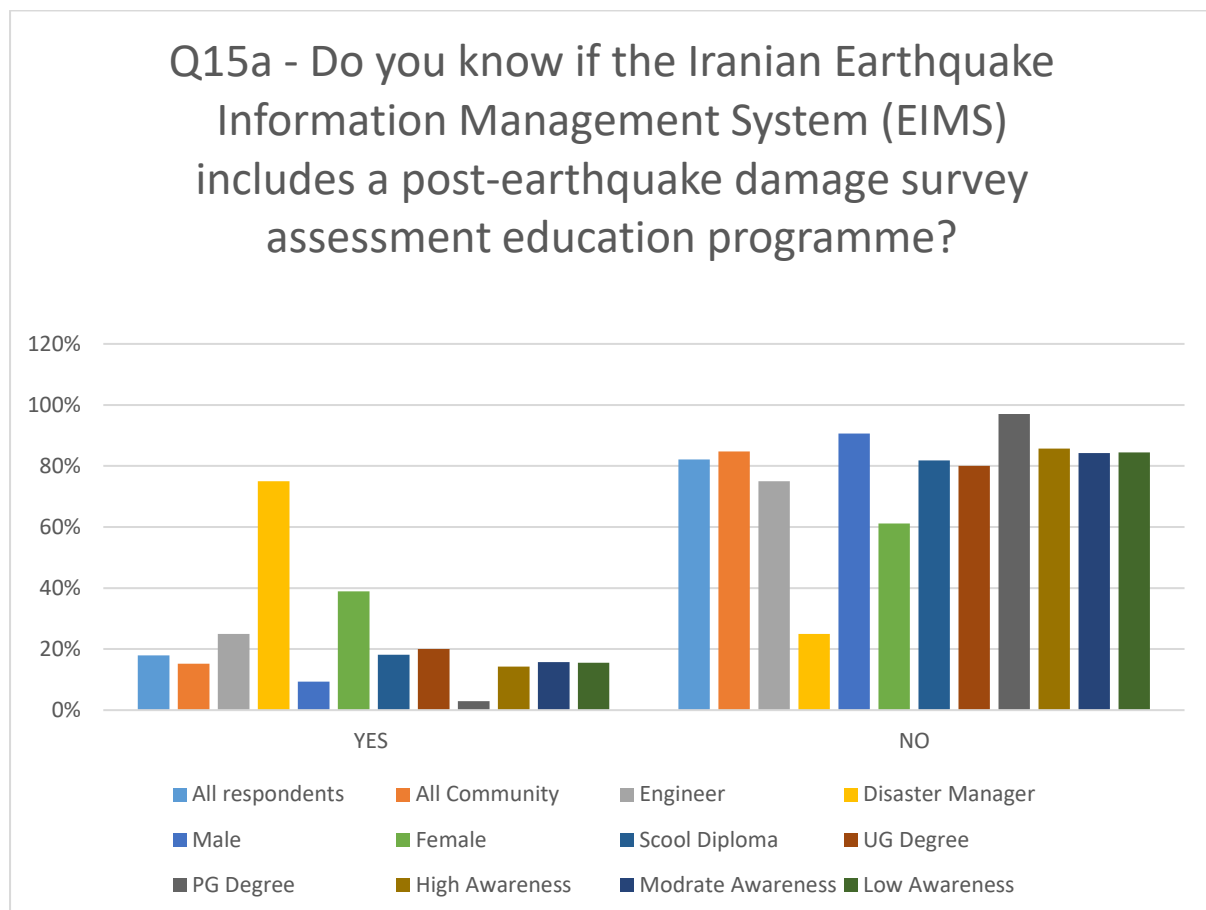 Q15a - Do you know if the Iranian Earthquake
Information Management System (EIMS)
includes a post-earthquake damage survey
assessment education programme?
120%
100%
80%
60%
40%
20%
0%
YES NO
All respondents All Community Engineer Disaster Manager
Male Female Scool Diploma UG Degree
PG Degree High Awareness Modrate Awareness Low Awareness